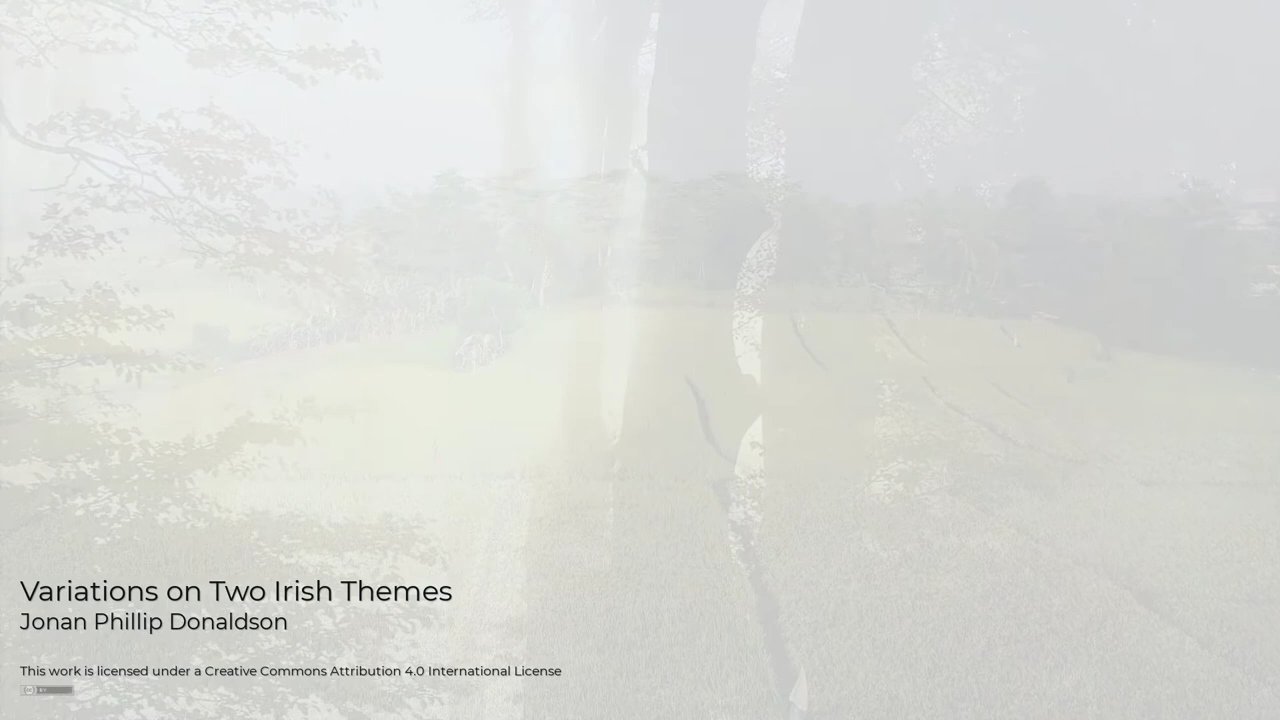 Variations on Two Irish Themes
Jonan Phillip Donaldson
This work is licensed under a Creative Commons Attribution 4.0 International License
BY